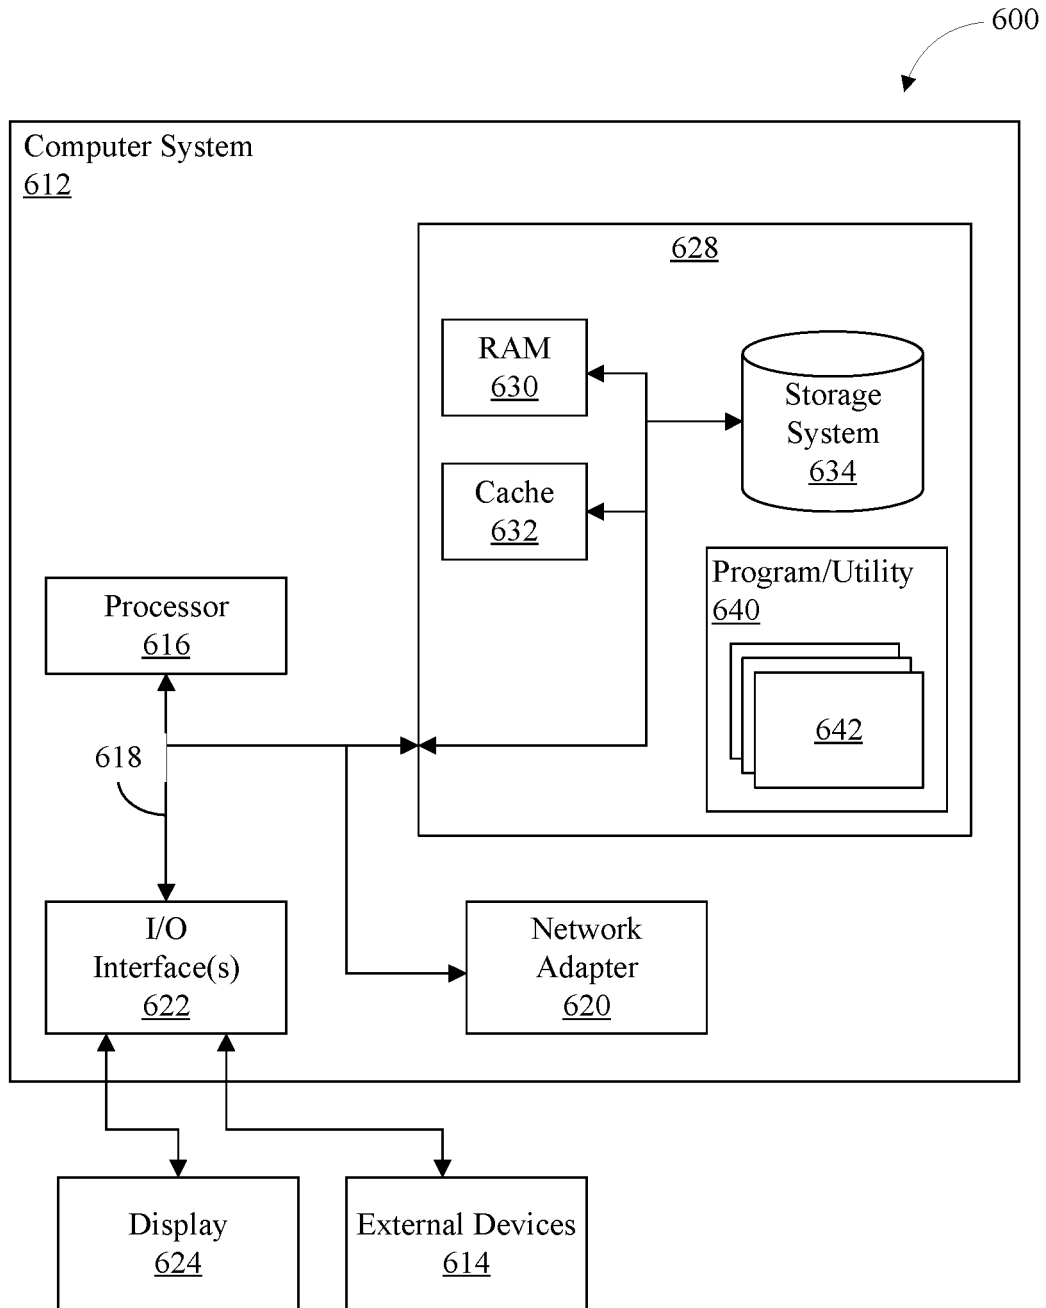 600
Computer System
612
628
RAM
630
Storage
System
634
Cache
632
Program/Utility
640
642
Processor
616
618
I/O
Interface(s)
622
Network
Adapter
620
Display
624
External Devices
614